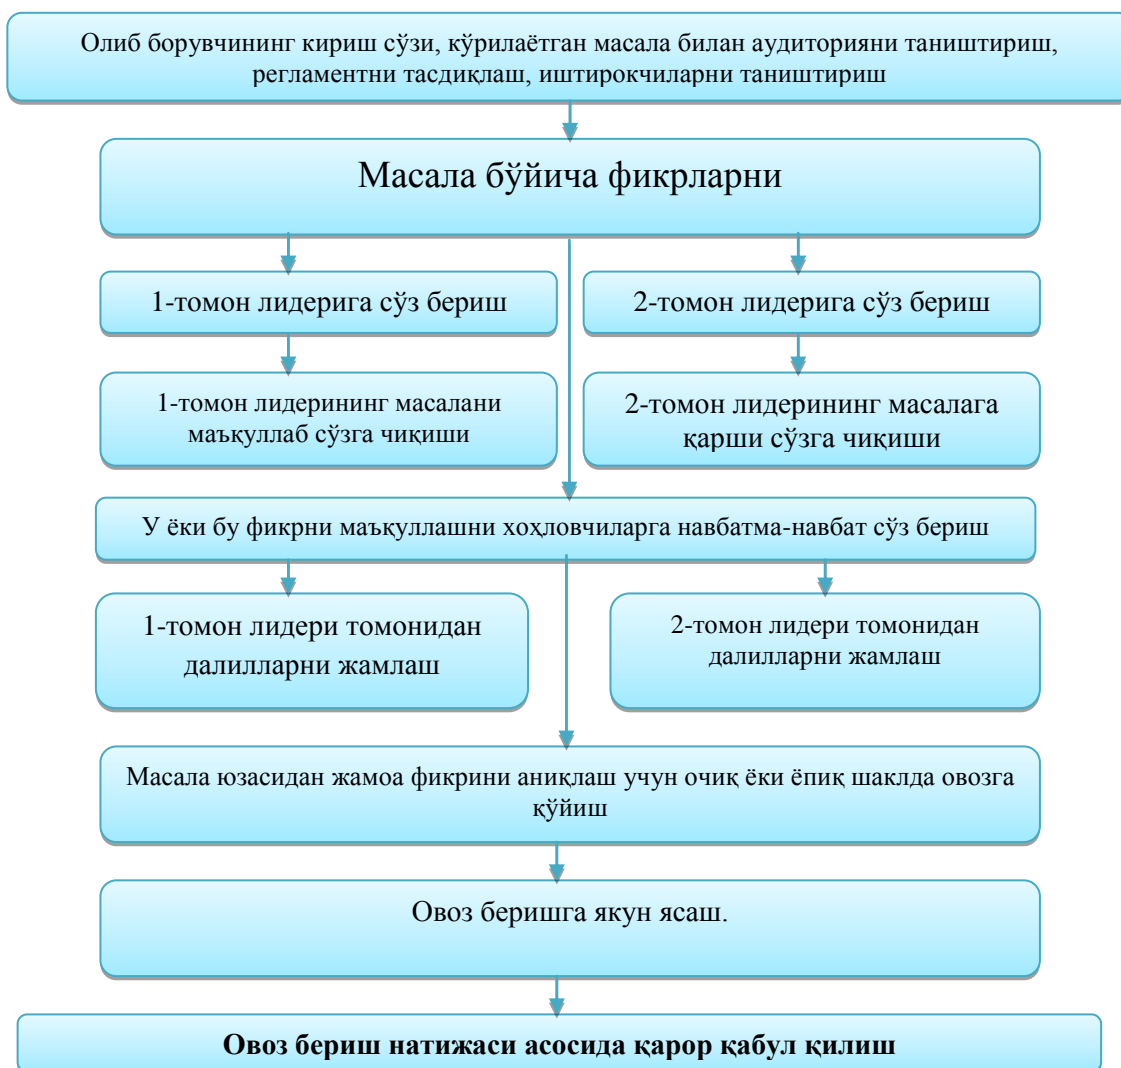 Олиб борувчининг кириш сўзи, кўрилаётган масала билан аудиторияни таништириш,
регламентни тасдиқлаш, иштирокчиларни таништириш
Масала бўйича фикрларни
1-томон лидерига сўз бериш
2-томон лидерига сўз бериш
1-томон лидерининг масалани
маъқуллаб сўзга чиқиши
2-томон лидерининг масалага
қарши сўзга чиқиши
У ёки бу фикрни маъқуллашни хоҳловчиларга навбатма-навбат сўз бериш
1-томон лидери томонидан
далилларни жамлаш
2-томон лидери томонидан
далилларни жамлаш
Масала юзасидан жамоа фикрини аниқлаш учун очиқ ёки ёпиқ шаклда овозга
қўйиш
Овоз беришга якун ясаш.
Овоз бериш натижаси асосида қарор қабул қилиш